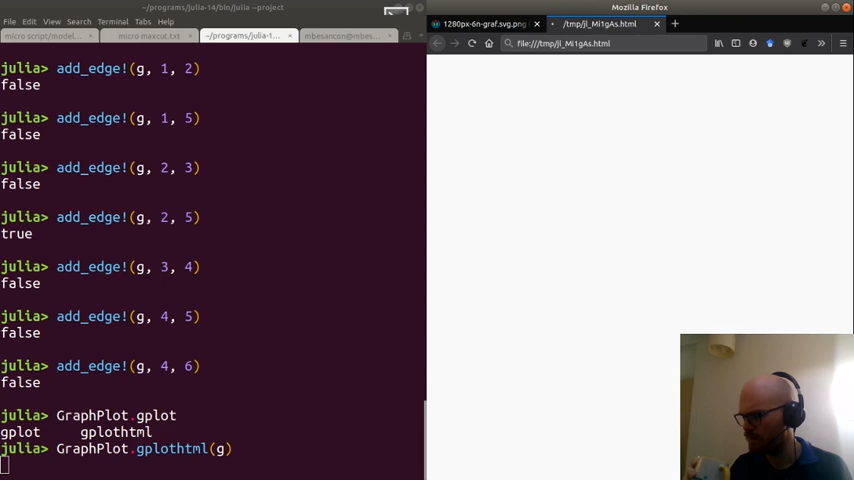 ~/programs/julia-14/bin/julia --project
File Edit View Search Terminal Tabs Help
micro script/model... × micro maxcut.txt × ~/programs/julia-1... × mbesancon@mbes... ×
julia> add_edge!(g, 1, 2)
false
julia> add_edge!(g, 1, 5)
false
julia> add_edge!(g, 2, 3)
false
julia> add_edge!(g, 2, 5)
true
julia> add_edge!(g, 3, 4)
false
julia> add_edge!(g, 4, 5)
false
julia> add_edge!(g, 4, 6)
false
julia> GraphPlot.gplot
gplot gplothtml
julia> GraphPlot.gplothtml(g)
Mozilla Firefox
1280px-6n-graf.svg.png ( × /tmp/jl_Mi1gAs.html ×
file:///tmp/jl_Mi1gAs.html